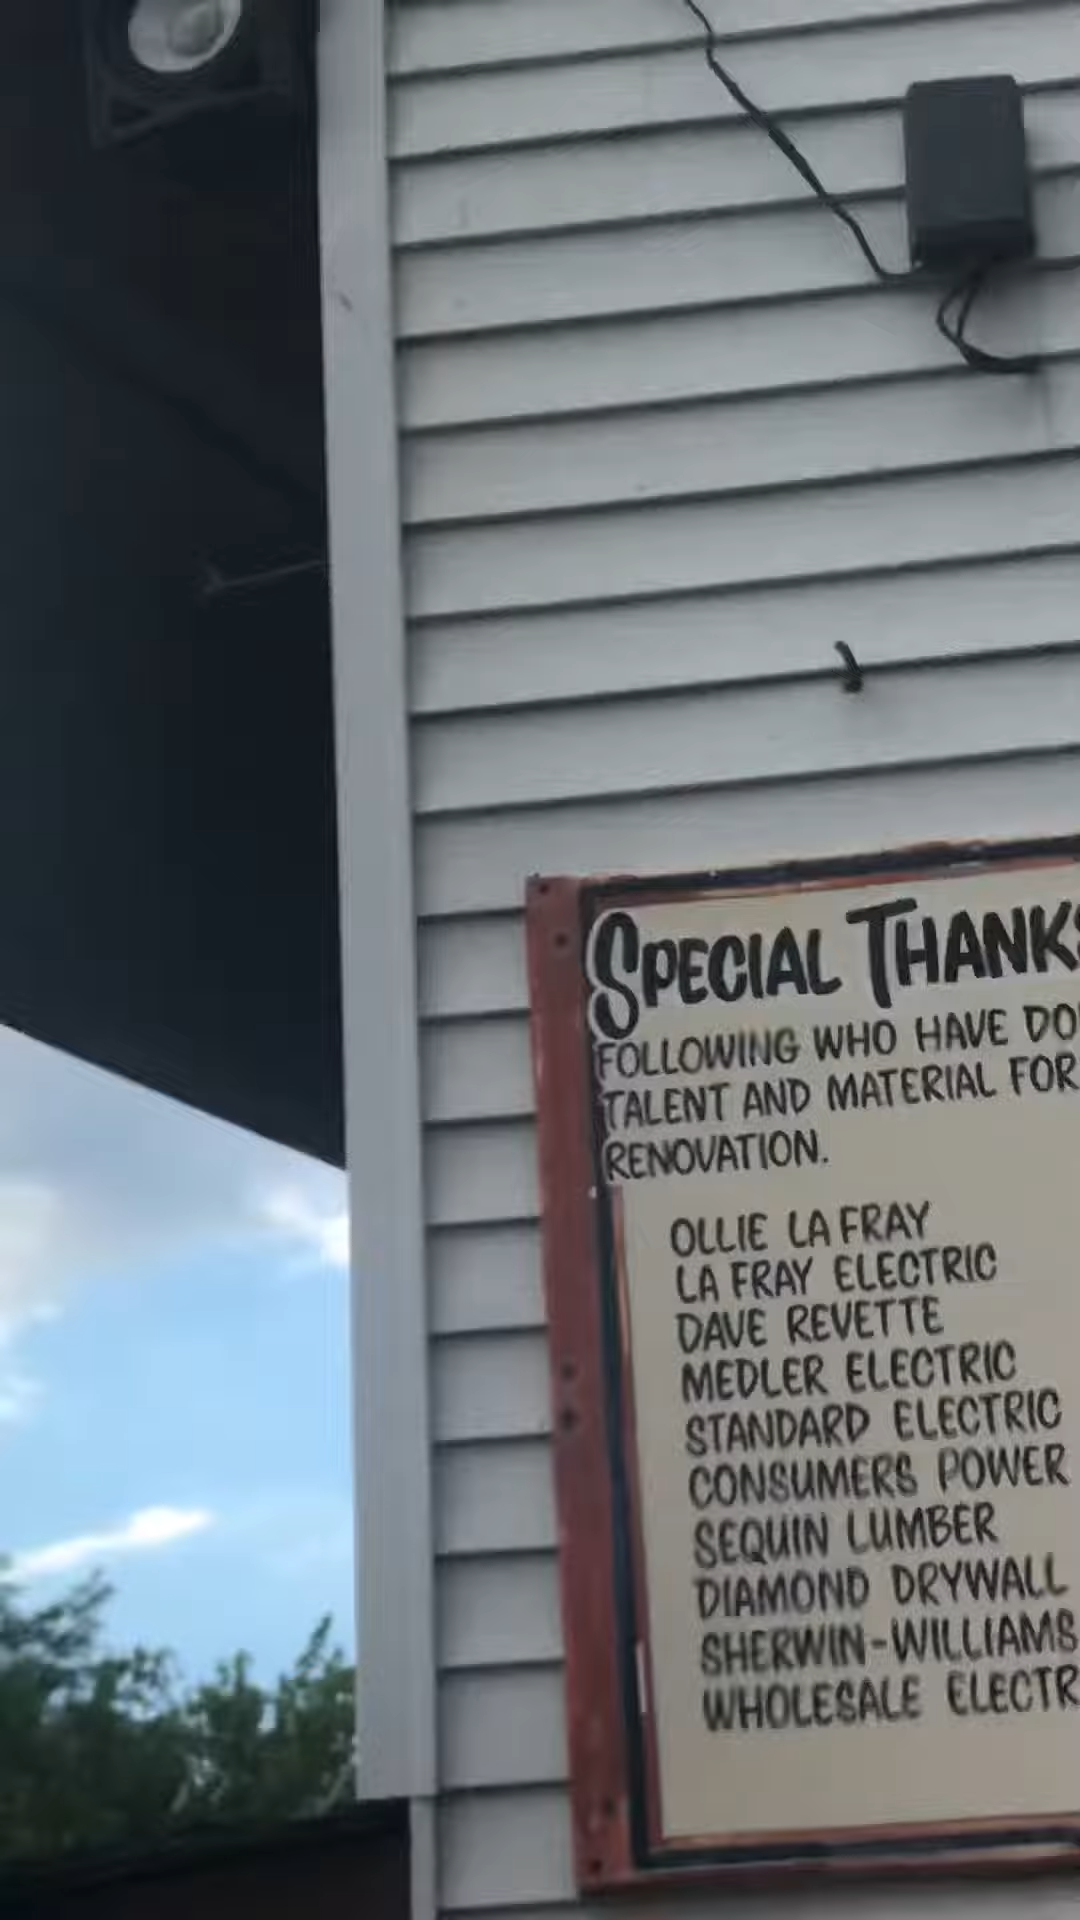 SPECIAL THANKS
FOLLOWING WHO HAVE DO
TALENT AND MATERIAL FOR
RENOVATION.
OLLIE LA FRAY
LA FRAY ELECTRIC
DAVE REVETTE
MEDLER ELECTRIC
STANDARD ELECTRIC
CONSUMERS POWER
SEQUIN LUMBER
DIAMOND DRYWALL
SHERWIN-WILLIAMS
WHOLESALE ELECTR